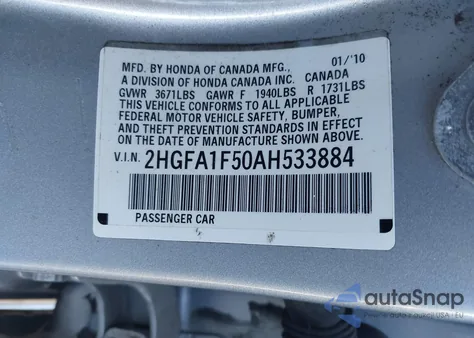 MFD. BY HONDA OF CANADA MFG., 01/'10
A DIVISION OF HONDA CANADA INC. CANADA
GVWR 3671LBS GAWR F 1940LBS R 1731LBS
THIS VEHICLE CONFORMS TO ALL APPLICABLE
FEDERAL MOTOR VEHICLE SAFETY, BUMPER,
AND THEFT PREVENTION STANDARDS IN EFFECT
ON THE DATE OF MANUFACTURE SHOWN ABOVE.
V.I.N. 2HGFA1F50AH533884
PASSENGER CAR
autoSnap